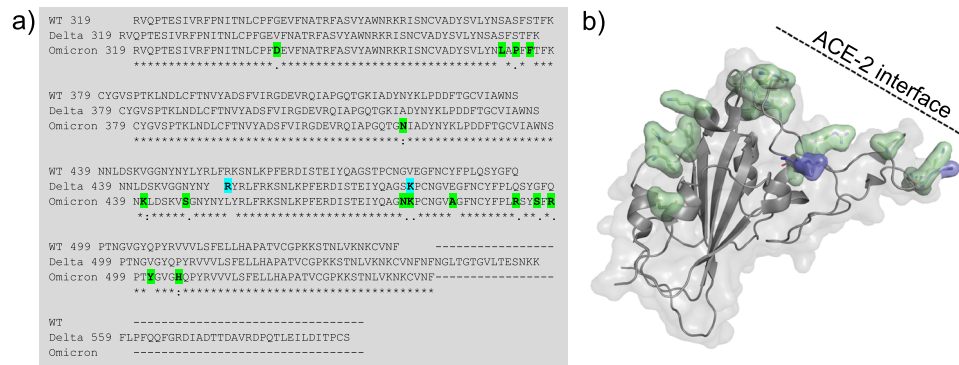 a)
WT 319 RVQPTESIVRFPNITNLCPFGEVFNATRFASVYAWNRKRISNCVADYSVLYNSASFSTFK
Delta 319 RVQPTESIVRFPNITNLCPFGEVFNATRFASVYAWNRKRISNCVADYSVLYNSASFSTFK
Omicron 319 RVQPTESIVRFPNITNLCPFDEVFNATRFASVYAWNRKRISNCVADYSVLYNLAPFFTFK
********************.*******************************.*.* ***
WT 379 CYGVSPTKLNDLCFTNVYADSFVIRGDEVRQIAPGQTGKIADYNYKLPDDFTGCVIAWNS
Delta 379 CYGVSPTKLNDLCFTNVYADSFVIRGDEVRQIAPGQTGKIADYNYKLPDDFTGCVIAWNS
Omicron 379 CYGVSPTKLNDLCFTNVYADSFVIRGDEVRQIAPGQTGNIADYNYKLPDDFTGCVIAWNS
**************************************:*********************
WT 439 NNLDSKVGGNYNYLYRLFRKSNLKPFERDISTEIYQAGSTPCNGVEGFNCYFPLQSYGFQ
Delta 439 NNLDSKVGGNYNY RYRLFRKSNLKPFERDISTEIYQAGSKPCNGVEGFNCYFPLQSYGFQ
Omicron 439 NKLDSKVSGNYNYLYRLFRKSNLKPFERDISTEIYQAGNKPCNGVAGFNCYFPLRSYSFR
*:*****.***** ************************.. *****.********:**.*.
WT 499 PTNGVGYQPYRVVVLSFELLHAPATVCGPKKSTNLVKNKCVNF ----------------
Delta 499 PTNGVGYQPYRVVVLSFELLHAPATVCGPKKSTNLVKNKCVNFNFNGLTGTGVLTESNKK
Omicron 499 PTYGVGHQPYRVVVLSFELLHAPATVCGPKKSTNLVKNKCVNF----------------
** ***:************************************
WT -------------------------------
Delta 559 FLPFQQFGRDIADTTDAVRDPQTLEILDITPCS
Omicron -------------------------------
b)
ACE-2 interface